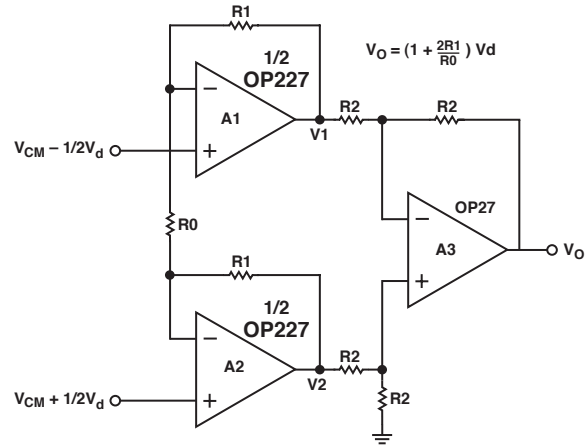 R1
1/2
OP227
V_O = (1 + 2R1/R0) Vd
−
A1
+
V1
R2
R2
V_CM − 1/2V_d
R0
OP27
−
A3
+
V_O
R1
1/2
OP227
−
A2
+
V2
R2
R2
V_CM + 1/2V_d